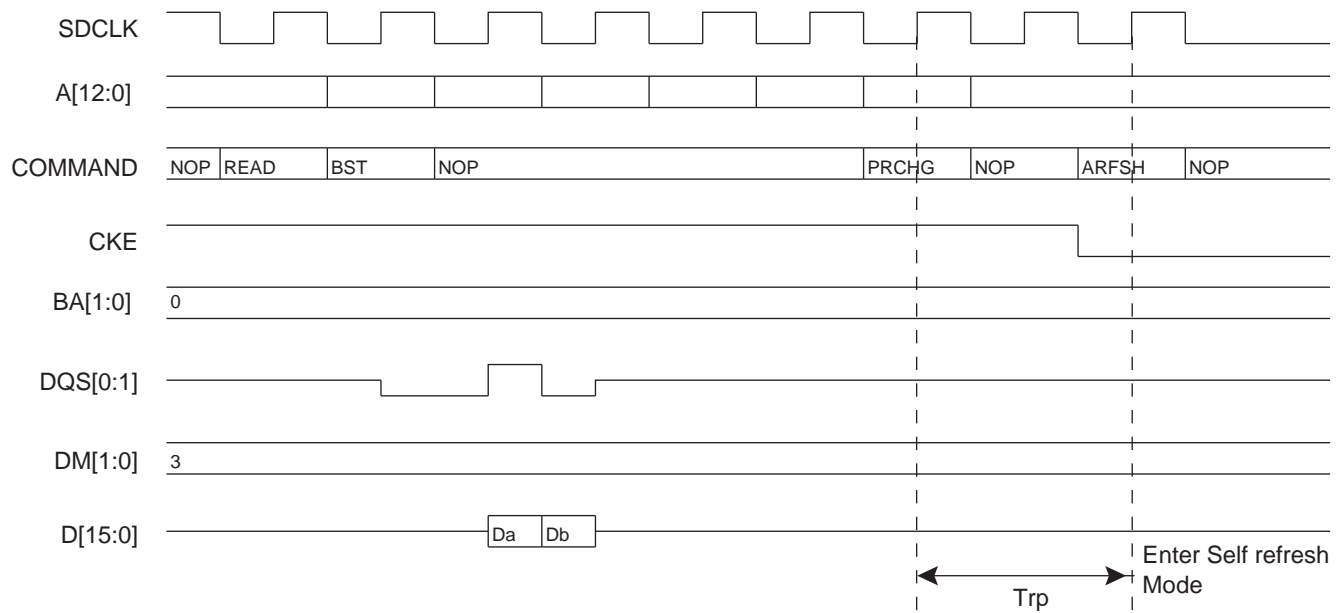 SDCLK
A[12:0]
COMMAND NOP READ BST NOP PRCHG NOP ARFSH NOP
CKE
BA[1:0] 0
DQS[0:1]
DM[1:0] 3
D[15:0] Da Db
Trp
Enter Self refresh
Mode